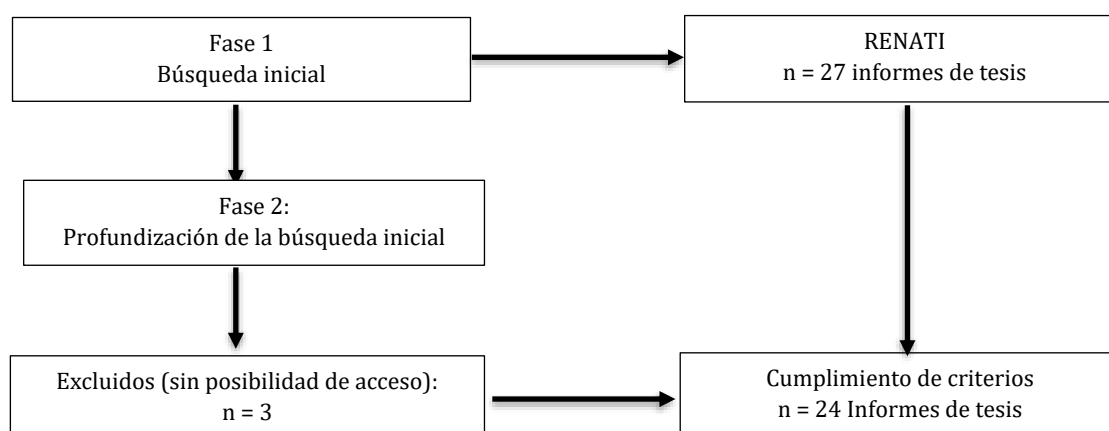 Fase 1
Búsqueda inicial
RENATI
n = 27 informes de tesis
Fase 2:
Profundización de la búsqueda inicial
Excluidos (sin posibilidad de acceso):
n = 3
Cumplimiento de criterios
n = 24 Informes de tesis